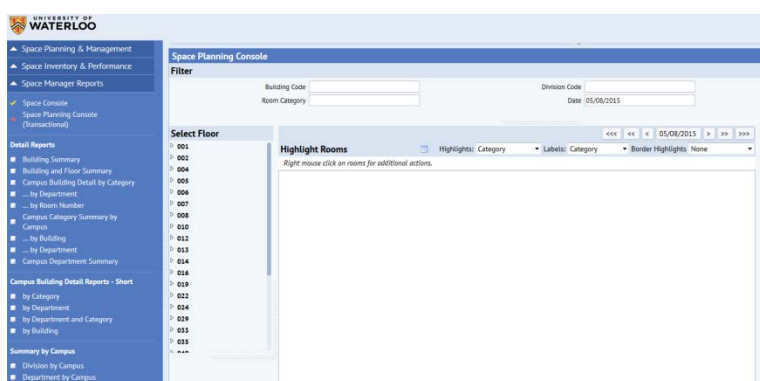 UNIVERSITY OF
WATERLOO
Space Planning & Management
Space Inventory & Performance
Space Manager Reports
Space Console
Space Planning Console
(Transactional)
Detail Reports
Building Summary
Building and Floor Summary
Campus Building Detail by Category
... by Department
... by Room Number
Campus Category Summary by
Campus
... by Building
... by Department
Campus Department Summary
Campus Building Detail Reports - Short
by Category
by Department
by Department and Category
by Building
Summary by Campus
Division by Campus
Department by Campus
Space Planning Console
Filter
Building Code
Division Code
Room Category
Date 05/08/2015
Select Floor
001
002
004
005
006
007
008
010
012
013
014
016
019
022
024
029
033
035
040
<<< << < 05/08/2015 > >> >>>
Highlight Rooms Highlights: Category Labels: Category Border Highlights None
Right mouse click on rooms for additional actions.